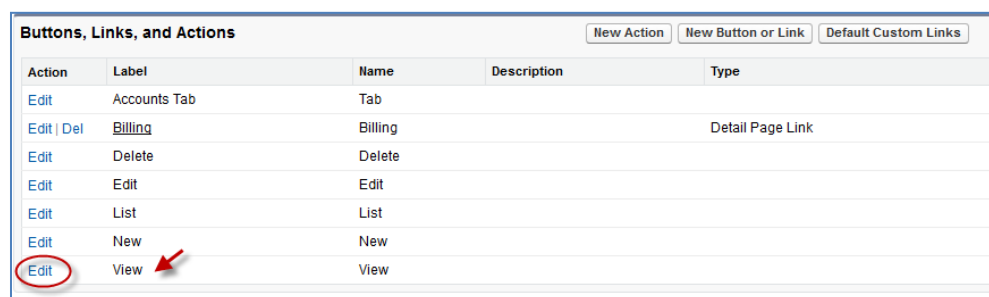 Buttons, Links, and Actions New Action New Button or Link Default Custom Links
Action Label Name Description Type
Edit Accounts Tab Tab
Edit | Del Billing Billing Detail Page Link
Edit Delete Delete
Edit Edit Edit
Edit List List
Edit New New
Edit View View